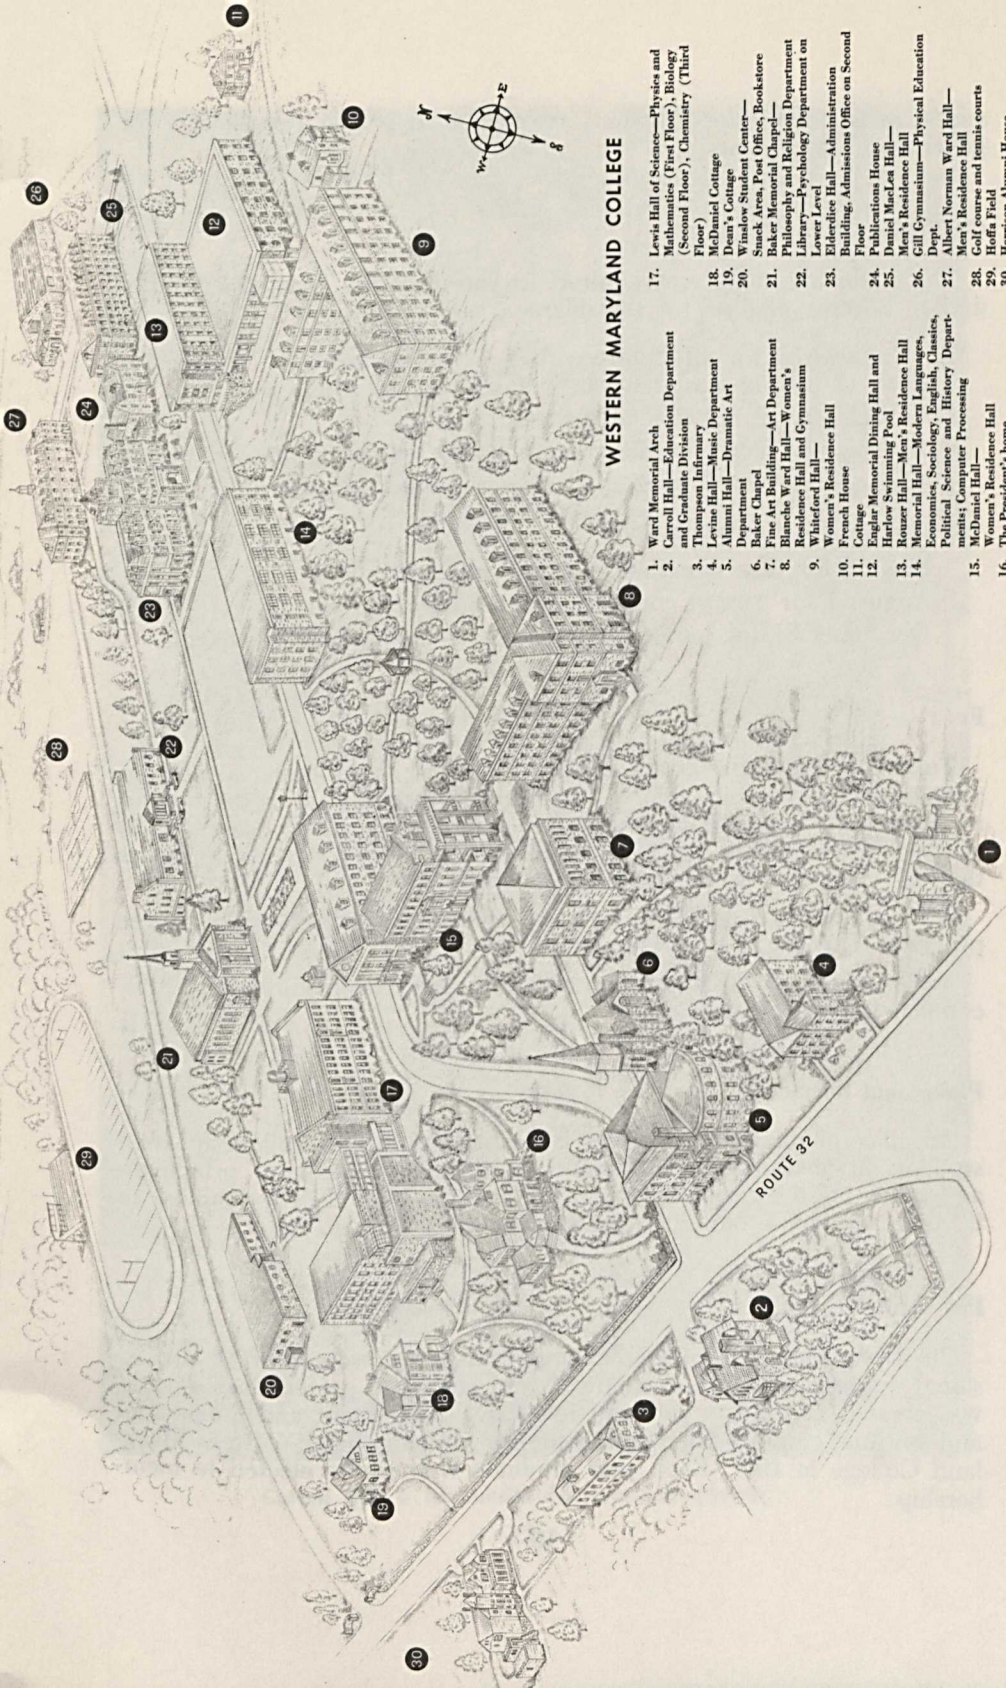 WESTERN MARYLAND COLLEGE
N
E
S
W
1. Ward Memorial Arch
2. Carroll Hall—Education Department
and Graduate Division
3. Thompson Infirmary
4. Levine Hall—Music Department
5. Alumni Hall—Dramatic Art
Department
6. Baker Chapel
7. Fine Art Building—Art Department
8. Blanche Ward Hall—Women's
Residence Hall and Gymnasium
9. Whiteford Hall—
Women's Residence Hall
10. French House
11. Cottage
12. Englar Memorial Dining Hall and
Harlow Swimming Pool
13. Rouzer Hall—Men's Residence Hall
14. Memorial Hall—Modern Languages,
Economics, Sociology, English, Classics,
Political Science and History Depart-
ments; Computer Processing
15. McDaniel Hall—
Women's Residence Hall
16. The President's home
17. Lewis Hall of Science—Physics and
Mathematics (First Floor), Biology
(Second Floor), Chemistry (Third
Floor)
18. McDaniel Cottage
19. Dean's Cottage
20. Winslow Student Center—
Snack Area, Post Office, Bookstore
21. Baker Memorial Chapel—
Philosophy and Religion Department
22. Library—Psychology Department on
Lower Level
23. Elderdice Hall—Administration
Building, Admissions Office on Second
Floor
24. Publications House
25. Daniel MacLea Hall—
Men's Residence Hall
26. Gill Gymnasium—Physical Education
Dept.
27. Albert Norman Ward Hall—
Men's Residence Hall
28. Golf course and tennis courts
29. Hoffa Field
30. Harrison Alumni House
ROUTE 32
1
2
3
4
5
6
7
8
9
10
11
12
13
14
15
16
17
18
19
20
21
22
23
24
25
26
27
28
29
30